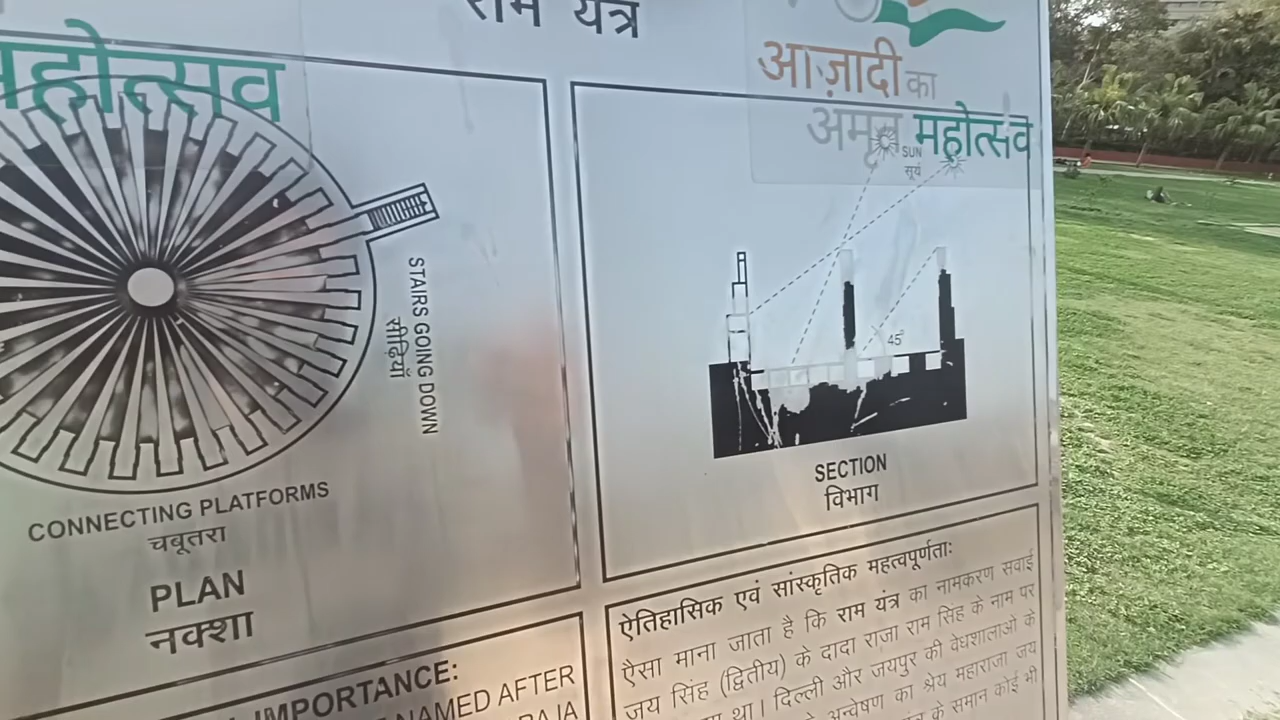 राम यंत्र
महोत्सव
आज़ादी का
अमृत महोत्सव
SUN
सूर्य
STAIRS GOING DOWN
सीढ़ियाँ
45°
CONNECTING PLATFORMS
चबूतरा
PLAN
नक्शा
SECTION
विभाग
IMPORTANCE:
NAMED AFTER
ऐतिहासिक एवं सांस्कृतिक महत्वपूर्णता:
ऐसा माना जाता है कि राम यंत्र का नामकरण सवाई
जय सिंह (द्वितीय) के दादा राजा राम सिंह के नाम पर
था। दिल्ली और जयपुर की वेधशालाओं के
अन्वेषण का श्रेय महाराजा जय
के समान कोई भी